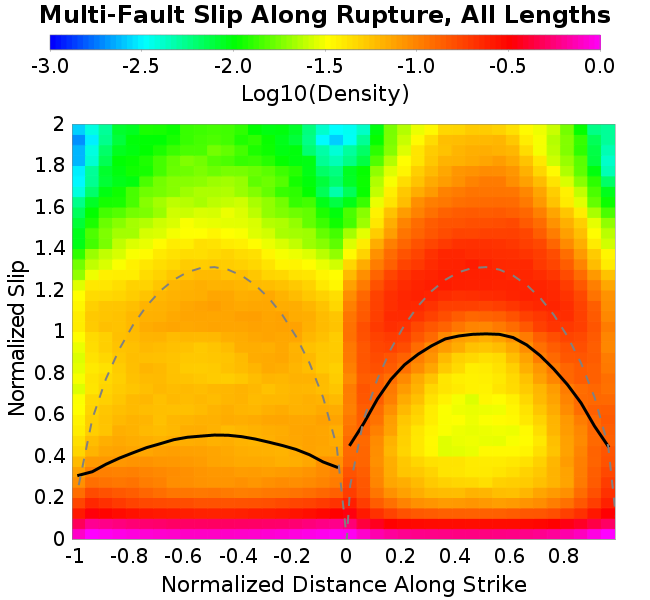 Multi-Fault Slip Along Rupture, All Lengths
-3.0 -2.5 -2.0 -1.5 -1.0 -0.5 0.0
Log10(Density)
2
1.8
1.6
1.4
1.2
1
0.8
0.6
0.4
0.2
0
Normalized Slip
-1 -0.8 -0.6 -0.4 -0.2 0 0.2 0.4 0.6 0.8
Normalized Distance Along Strike